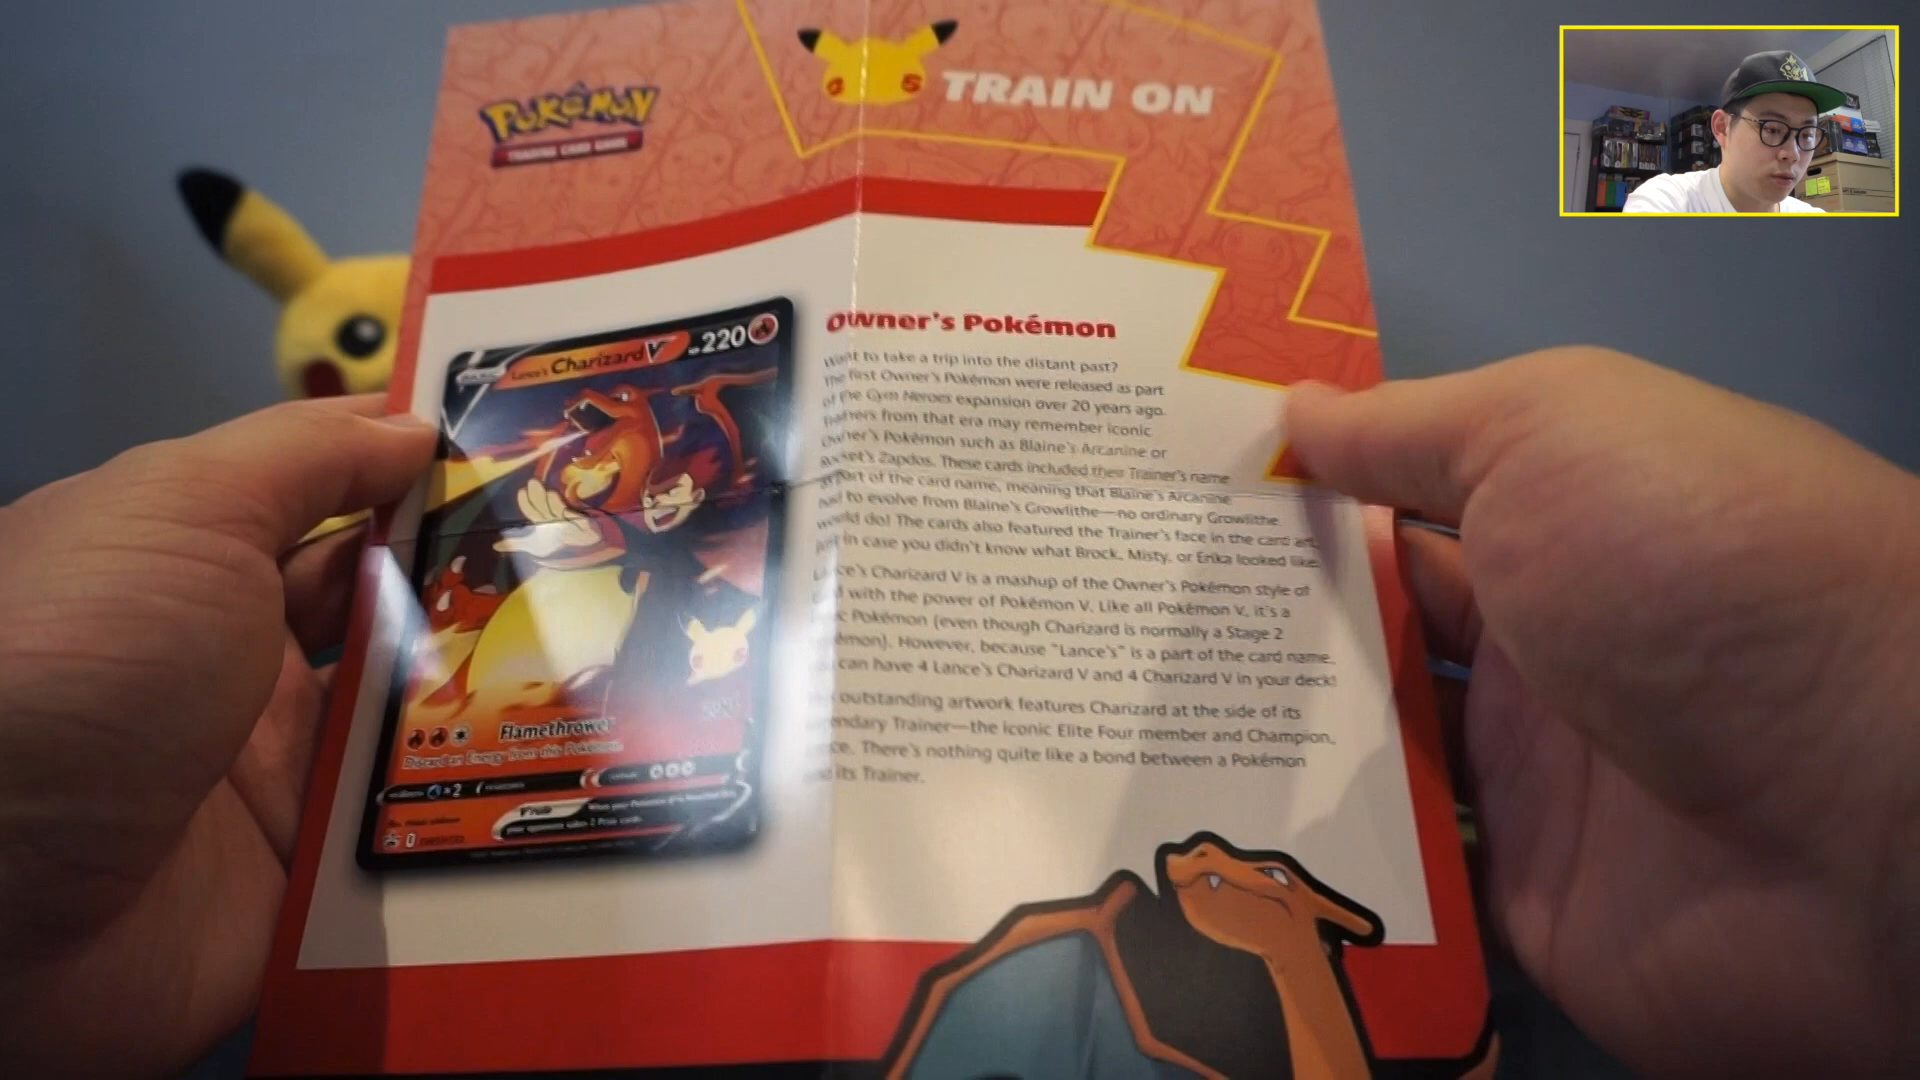 POKéMON
TRADING CARD GAME
TRAIN ON
Lance's Charizard V 220
Owner's Pokémon
Want to take a trip into the distant past?
The first Owner's Pokémon were released as part
of the Gym Heroes expansion over 20 years ago.
Trainers from that era may remember iconic
Owner's Pokémon such as Blaine's Arcanine or
Rocket's Zapdos. These cards included their Trainer's name
as part of the card name, meaning that Blaine's Arcanine
had to evolve from Blaine's Growlithe—no ordinary Growlithe
would do! The cards also featured the Trainer's face in the card art,
just in case you didn't know what Brock, Misty, or Erika looked like.
Lance's Charizard V is a mashup of the Owner's Pokémon style of
with the power of Pokémon V. Like all Pokémon V, it's a
Pokémon (even though Charizard is normally a Stage 2
Pokémon). However, because "Lance's" is a part of the card name,
you can have 4 Lance's Charizard V and 4 Charizard V in your deck!
outstanding artwork features Charizard at the side of its
legendary Trainer—the iconic Elite Four member and Champion,
Lance. There's nothing quite like a bond between a Pokémon
and its Trainer.
Flamethrower
Discard an Energy from this Pokémon.
×2
V rule
your opponent takes 2 Prize cards.